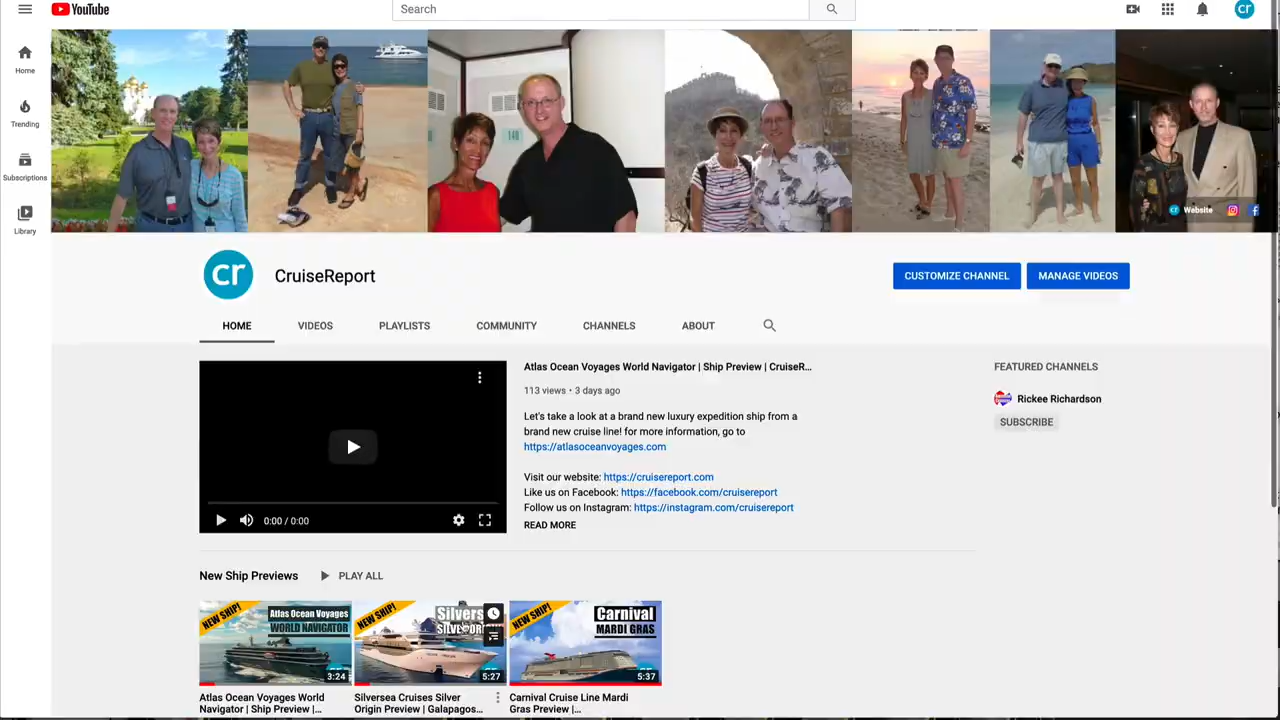 YouTube
Search
cr
Home
Trending
Subscriptions
Library
140
cr Website
cr
CruiseReport
CUSTOMIZE CHANNEL
MANAGE VIDEOS
HOME VIDEOS PLAYLISTS COMMUNITY CHANNELS ABOUT
0:00 / 0:00
Atlas Ocean Voyages World Navigator | Ship Preview | CruiseR...
113 views • 3 days ago
Let's take a look at a brand new luxury expedition ship from a
brand new cruise line! for more information, go to
https://atlasoceanvoyages.com
Visit our website: https://cruisereport.com
Like us on Facebook: https://facebook.com/cruisereport
Follow us on Instagram: https://instagram.com/cruisereport
READ MORE
FEATURED CHANNELS
Rickee Richardson
SUBSCRIBE
New Ship Previews
PLAY ALL
NEW SHIP!
Atlas Ocean Voyages
WORLD NAVIGATOR
3:24
Atlas Ocean Voyages World
Navigator | Ship Preview |...
NEW SHIP!
5:27
Silversea Cruises Silver
Origin Preview | Galapagos...
NEW SHIP!
Carnival
MARDI GRAS
5:37
Carnival Cruise Line Mardi
Gras Preview |...